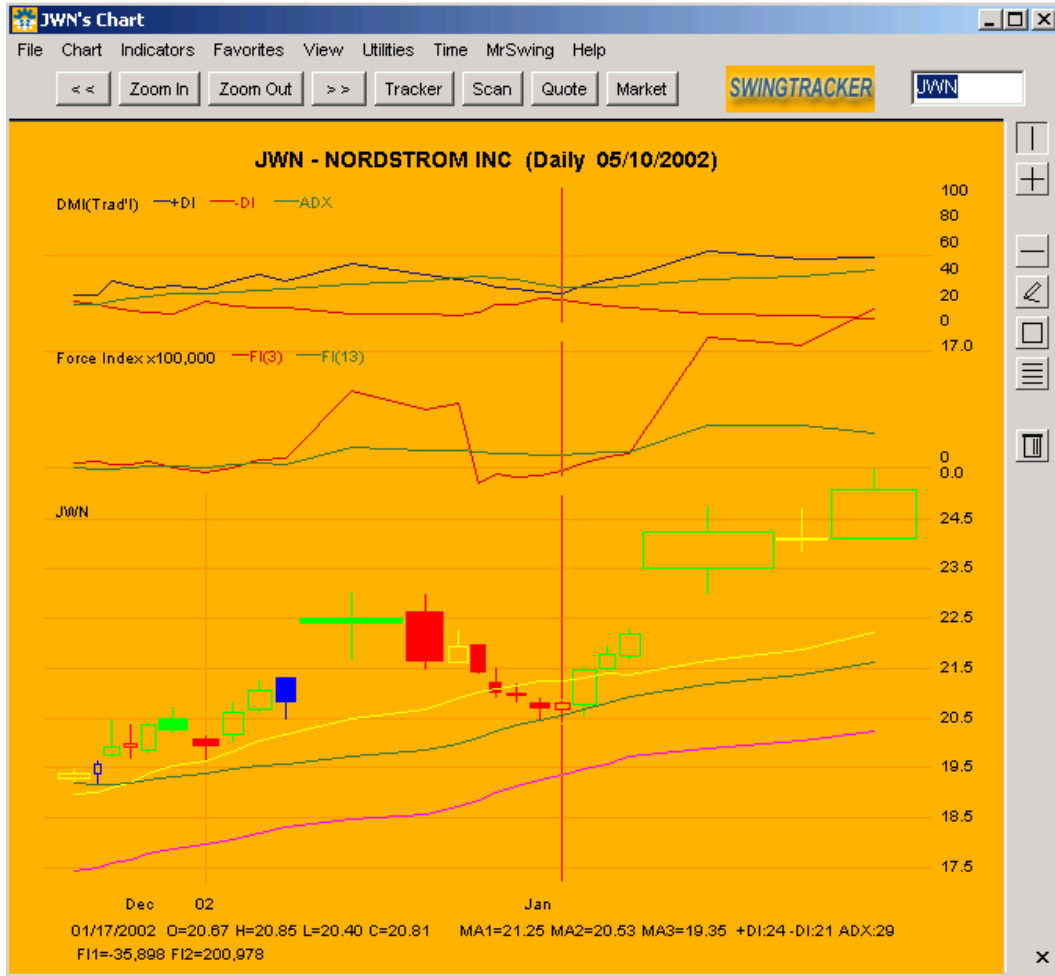 JWN's Chart
File Chart Indicators Favorites View Utilities Time MrSwing Help
<< Zoom In Zoom Out >> Tracker Scan Quote Market SWINGTRACKER JWN
JWN - NORDSTROM INC (Daily 05/10/2002)
DMI(Trad'l) +DI -DI ADX
100
80
60
40
20
0
Force Index x100,000 FI(3) FI(13)
17.0
0
0.0
JWN
24.5
23.5
22.5
21.5
20.5
19.5
18.5
17.5
Dec 02 Jan
01/17/2002 O=20.67 H=20.85 L=20.40 C=20.81 MA1=21.25 MA2=20.53 MA3=19.35 +DI:24 -DI:21 ADX:29
FI1=-35,898 FI2=200,978